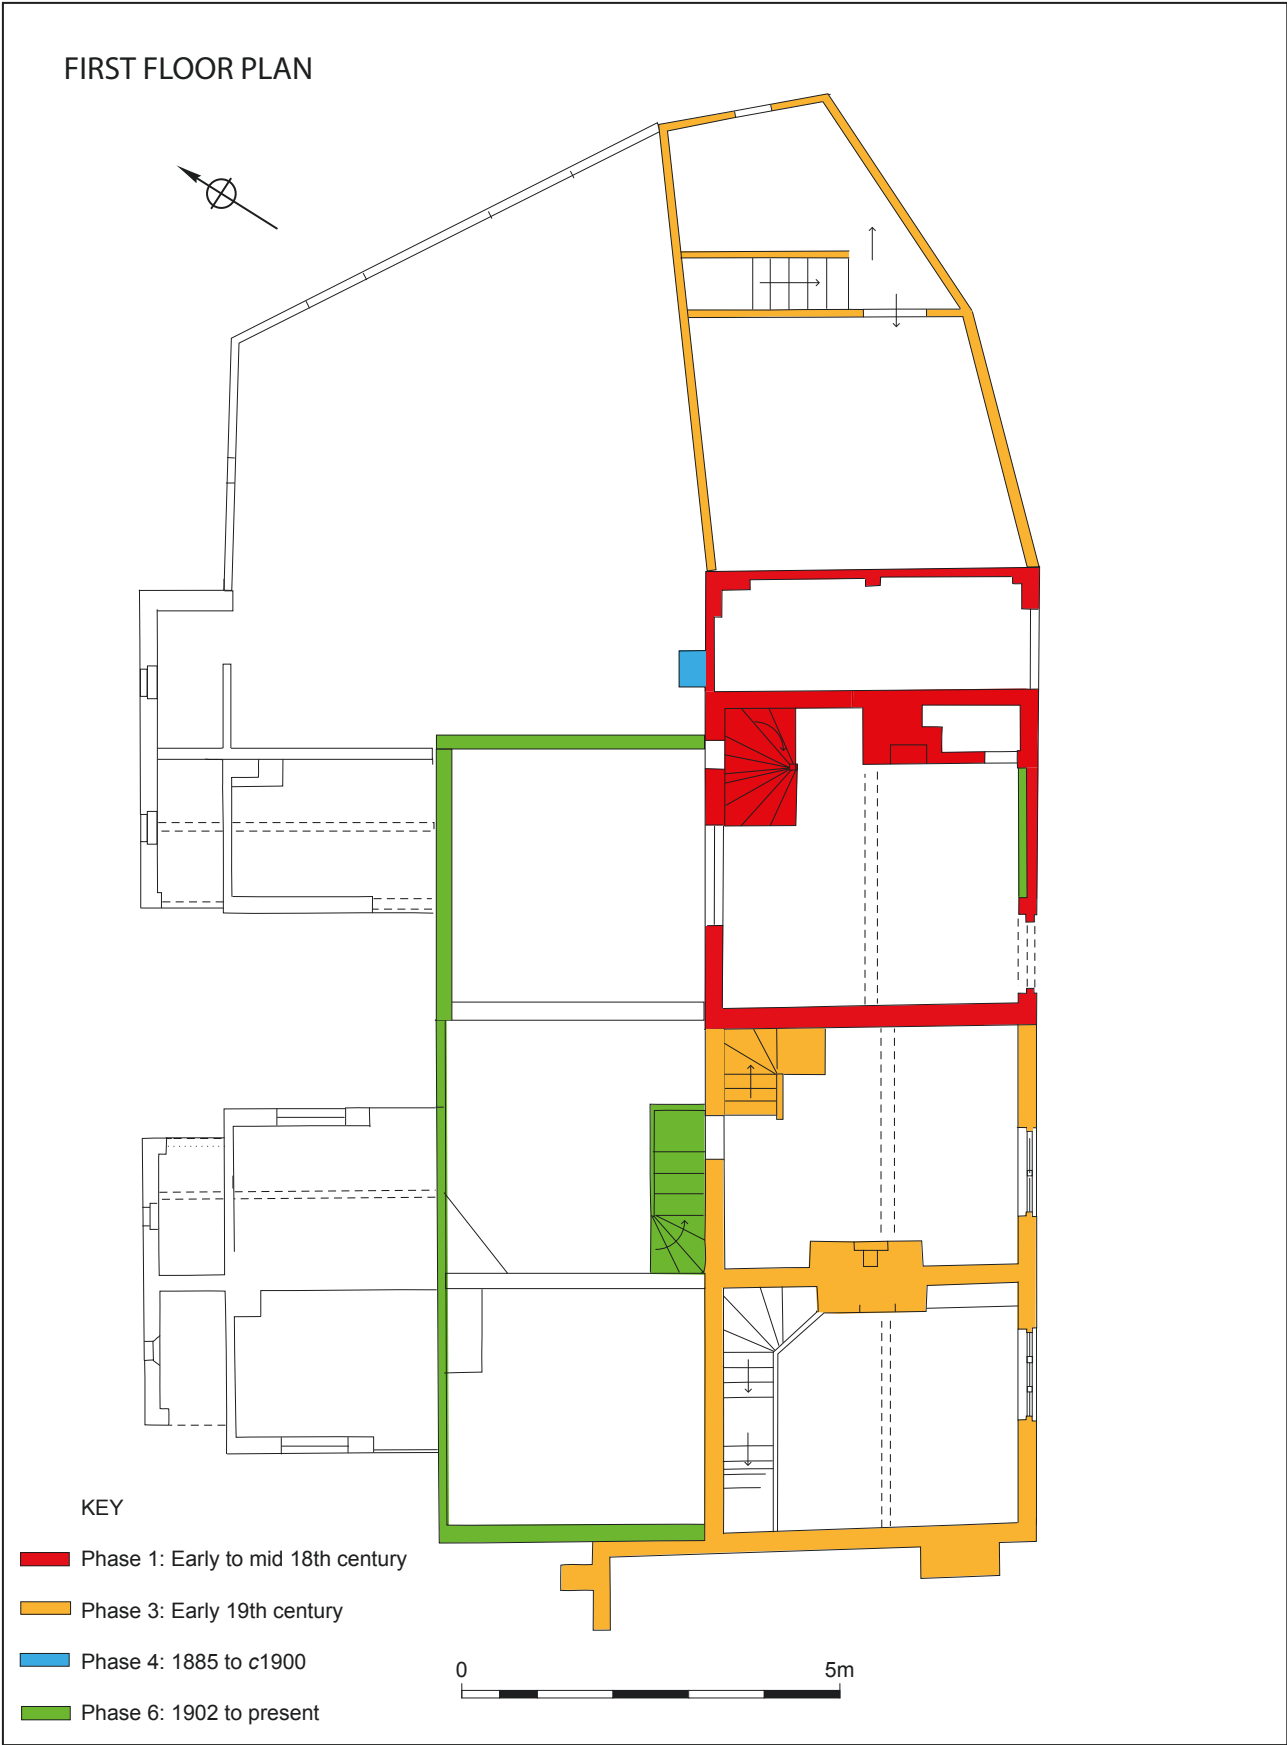 FIRST FLOOR PLAN
KEY
Phase 1: Early to mid 18th century
Phase 3: Early 19th century
Phase 4: 1885 to c1900
Phase 6: 1902 to present
0 5m